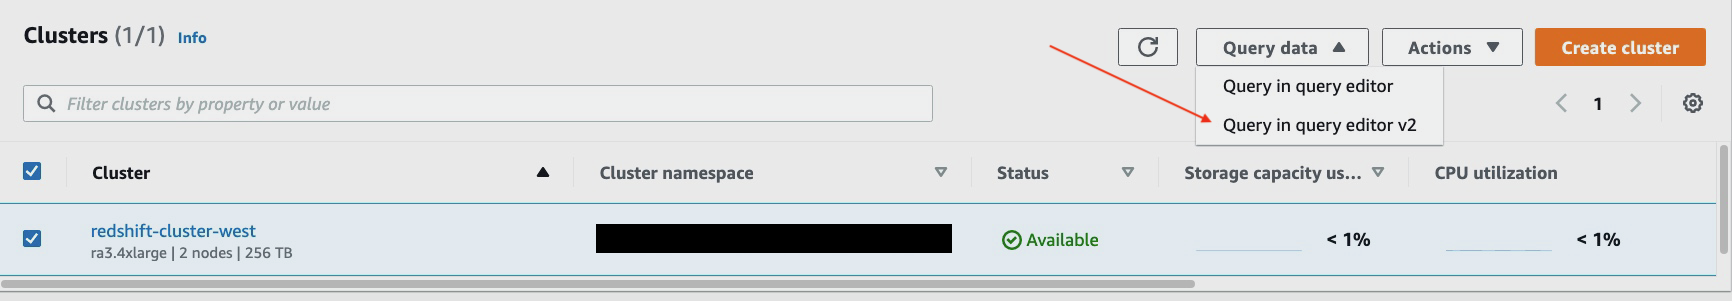 Clusters (1/1) Info
Query data
Actions
Create cluster
Query in query editor
Query in query editor v2
Filter clusters by property or value
1
Cluster
Cluster namespace
Status
Storage capacity us...
CPU utilization
redshift-cluster-west
ra3.4xlarge | 2 nodes | 256 TB
Available
< 1%
< 1%